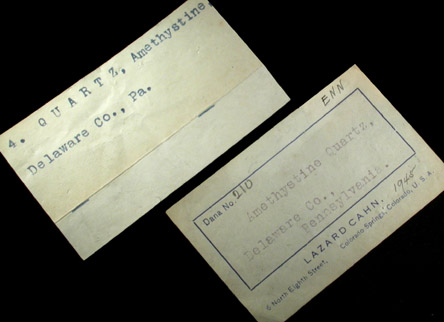 4. QUARTZ, Amethystine
Delaware Co., Pa.
ENN
Dana No. 210
Amethystine Quartz,
Delaware Co.,
Pennsylvania.
1945
LAZARD CAHN,
6 North Eighth Street, Colorado Springs, Colorado, U. S. A.